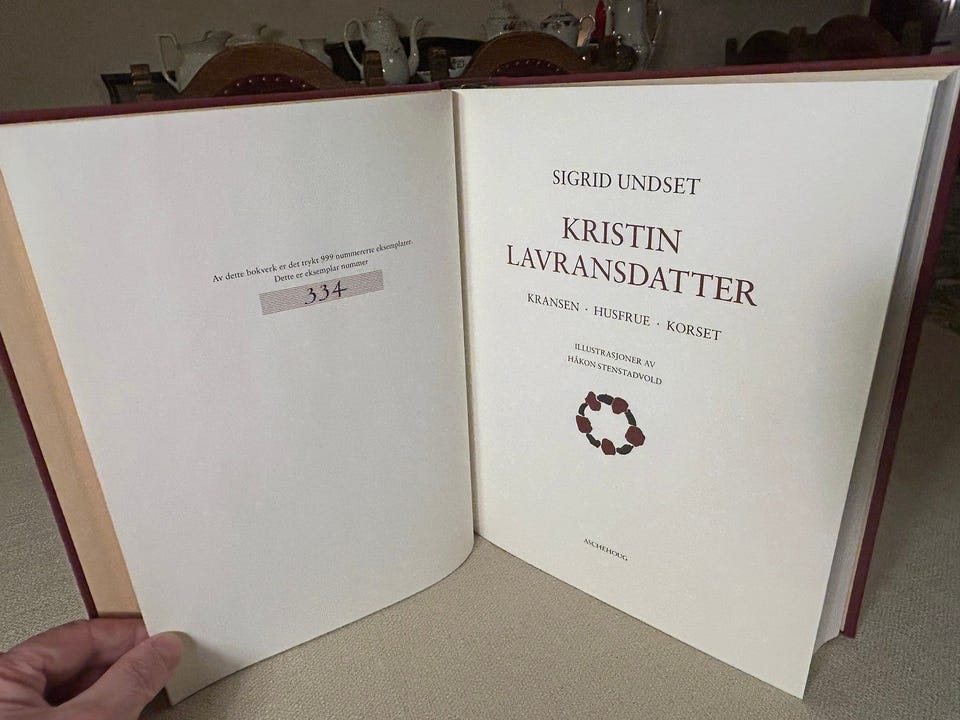 Av dette bokverk er det trykt 999 nummererte eksemplarer.
Dette er eksemplar nummer
334
SIGRID UNDSET
KRISTIN
LAVRANSDATTER
KRANSEN · HUSFRUE · KORSET
ILLUSTRASJONER AV
HÅKON STENSTADVOLD
ASCHEHOUG